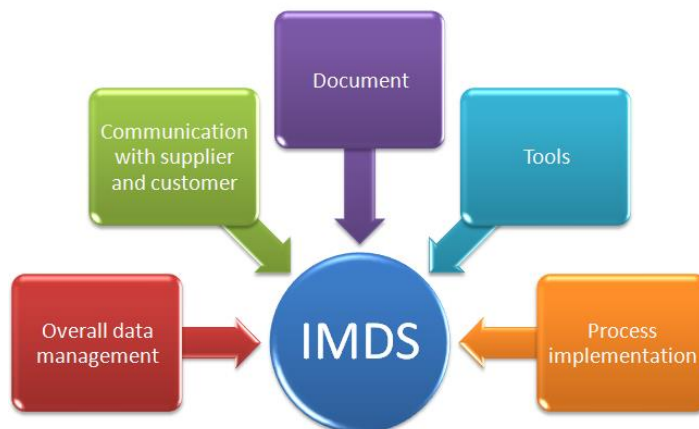 Document
Communication
with supplier
and customer
Tools
Overall data
management
IMDS
Process
implementation